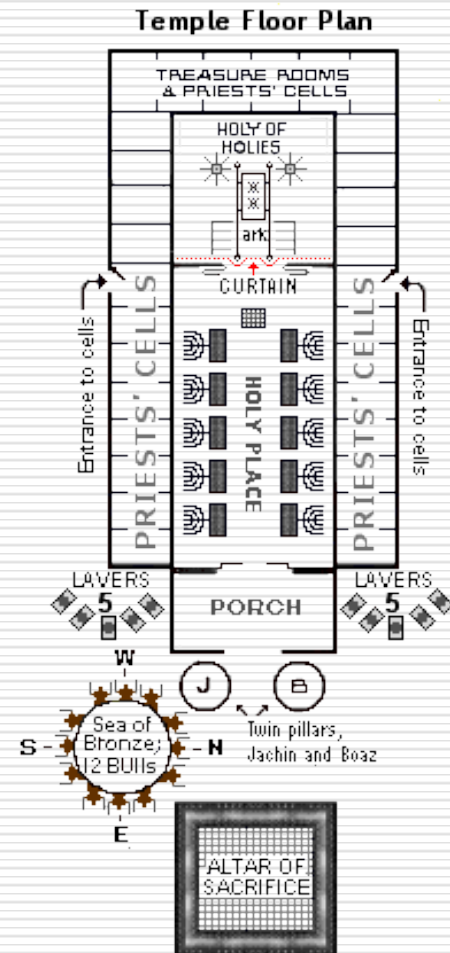 Temple Floor Plan
TREASURE ROOMS
& PRIESTS' CELLS
HOLY OF
HOLIES
ark
CURTAIN
Entrance to cells
PRIESTS' CELLS
HOLY PLACE
PRIESTS' CELLS
Entrance to cells
LAVERS
5
PORCH
LAVERS
5
W
J
B
Sea of
Bronze,
12 BUlls
S
N
E
Twin pillars,
Jachin and Boaz
ALTAR OF
SACRIFICE